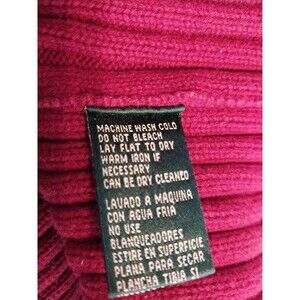 MACHINE WASH COLD
DO NOT BLEACH
LAY FLAT TO DRY
WARM IRON IF
NECESSARY
CAN BE DRY CLEANED
LAVADO A MAQUINA
CON AGUA FRIA
NO USE
BLANQUEADORES
ESTIRE EN SUPERFICIE
PLANA PARA SECAR
PLANCHA TIBIA SI